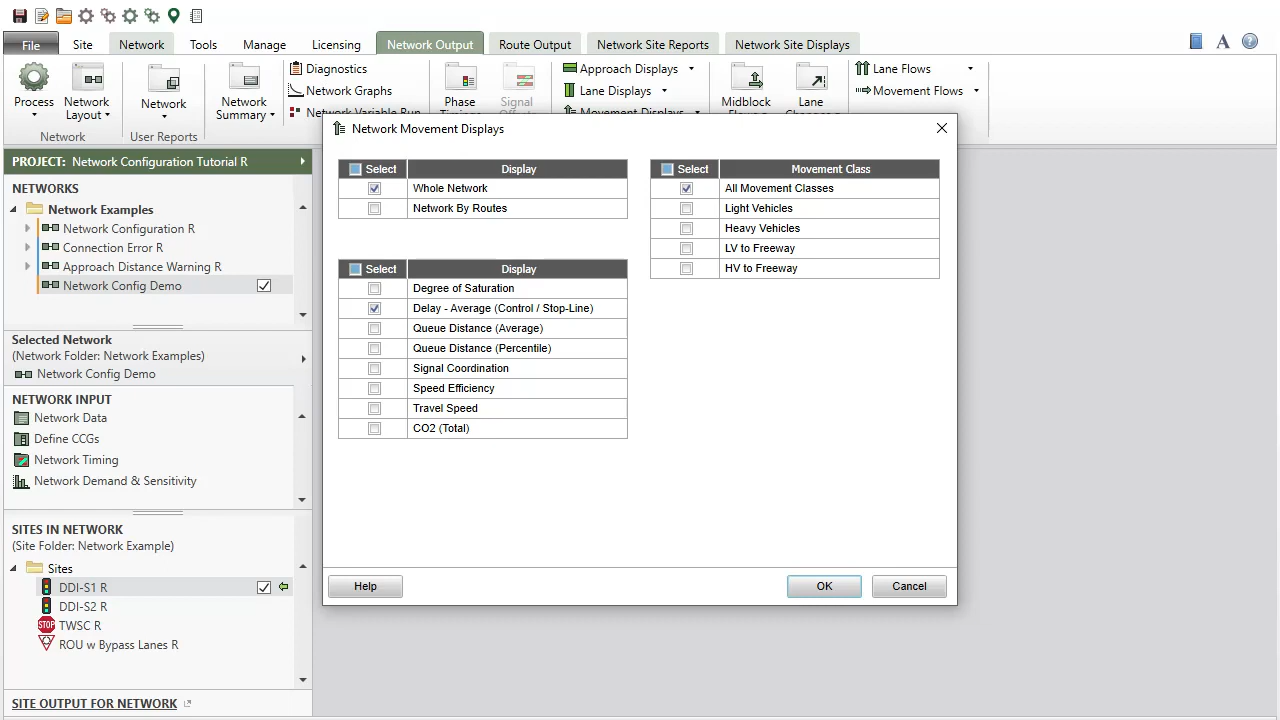 File Site Network Tools Manage Licensing Network Output Route Output Network Site Reports Network Site Displays
Process
Network Layout
Network
Network
User Reports
Network Summary
Diagnostics
Network Graphs
Network Variable Run
Phase
Signal
Approach Displays
Lane Displays
Movement Displays
Midblock
Lane
Lane Flows
Movement Flows
PROJECT: Network Configuration Tutorial R
NETWORKS
Network Examples
Network Configuration R
Connection Error R
Approach Distance Warning R
Network Config Demo
Selected Network
(Network Folder: Network Examples)
Network Config Demo
NETWORK INPUT
Network Data
Define CCGs
Network Timing
Network Demand & Sensitivity
SITES IN NETWORK
(Site Folder: Network Example)
Sites
DDI-S1 R
DDI-S2 R
STOP TWSC R
ROU w Bypass Lanes R
SITE OUTPUT FOR NETWORK
Network Movement Displays
Select Display
Whole Network
Network By Routes
Select Display
Degree of Saturation
Delay - Average (Control / Stop-Line)
Queue Distance (Average)
Queue Distance (Percentile)
Signal Coordination
Speed Efficiency
Travel Speed
CO2 (Total)
Select Movement Class
All Movement Classes
Light Vehicles
Heavy Vehicles
LV to Freeway
HV to Freeway
Help OK Cancel